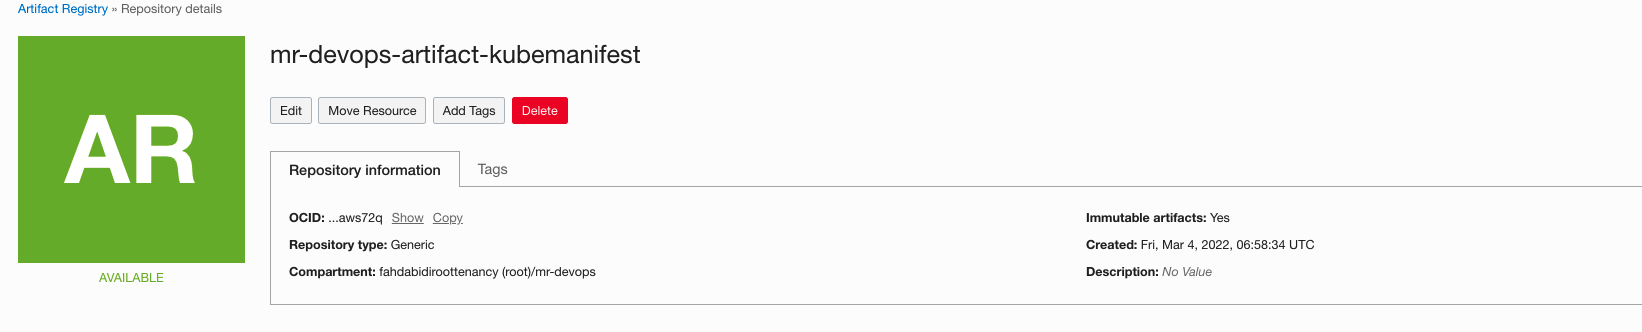 Artifact Registry » Repository details
AR
AVAILABLE
mr-devops-artifact-kubemanifest
Edit Move Resource Add Tags Delete
Repository information Tags
OCID: ...aws72q Show Copy
Repository type: Generic
Compartment: fahdabidiroottenancy (root)/mr-devops
Immutable artifacts: Yes
Created: Fri, Mar 4, 2022, 06:58:34 UTC
Description: No Value